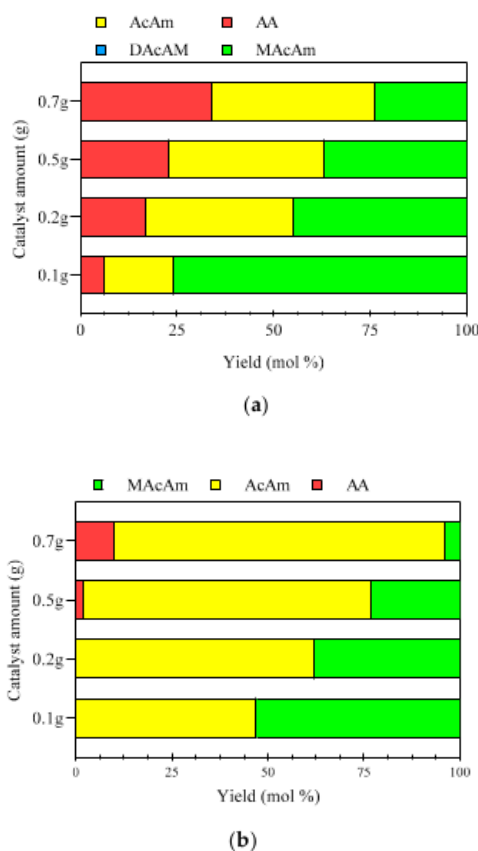 AcAm AA
DAcAM MAcAm
Catalyst amount (g)
0.7g
0.5g
0.2g
0.1g
0 25 50 75 100
Yield (mol %)
(a)
MAcAm AcAm AA
Catalyst amount (g)
0.7g
0.5g
0.2g
0.1g
0 25 50 75 100
Yield (mol %)
(b)